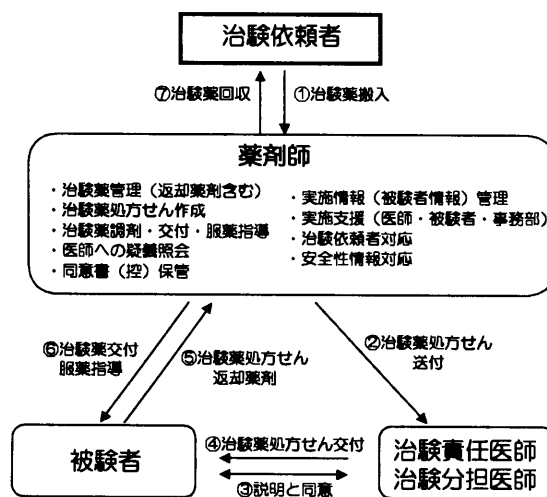 治験依頼者
⑦治験薬回収
①治験薬搬入
薬剤師
・治験薬管理（返却薬剤含む）
・治験薬処方せん作成
・治験薬調剤・交付・服薬指導
・医師への疑義照会
・同意書（控）保管
・実施情報（被験者情報）管理
・実施支援（医師・被験者・事務部）
・治験依頼者対応
・安全性情報対応
⑥治験薬交付
服薬指導
⑤治験薬処方せん
返却薬剤
②治験薬処方せん
送付
被験者
④治験薬処方せん交付
③説明と同意
治験責任医師
治験分担医師